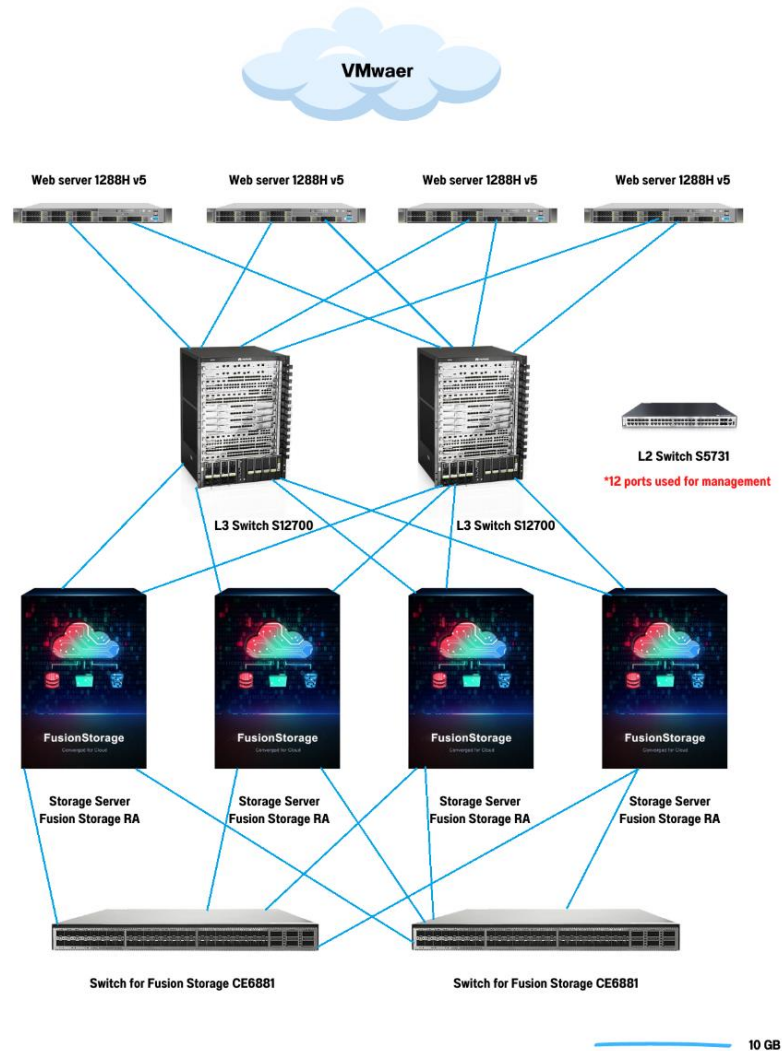 VMwaer
Web server 1288H v5
Web server 1288H v5
Web server 1288H v5
Web server 1288H v5
L2 Switch S5731
*12 ports used for management
L3 Switch S12700
L3 Switch S12700
FusionStorage
Converged for Cloud
FusionStorage
Converged for Cloud
FusionStorage
Converged for Cloud
FusionStorage
Converged for Cloud
Storage Server
Fusion Storage RA
Storage Server
Fusion Storage RA
Storage Server
Fusion Storage RA
Storage Server
Fusion Storage RA
Switch for Fusion Storage CE6881
Switch for Fusion Storage CE6881
10 GB